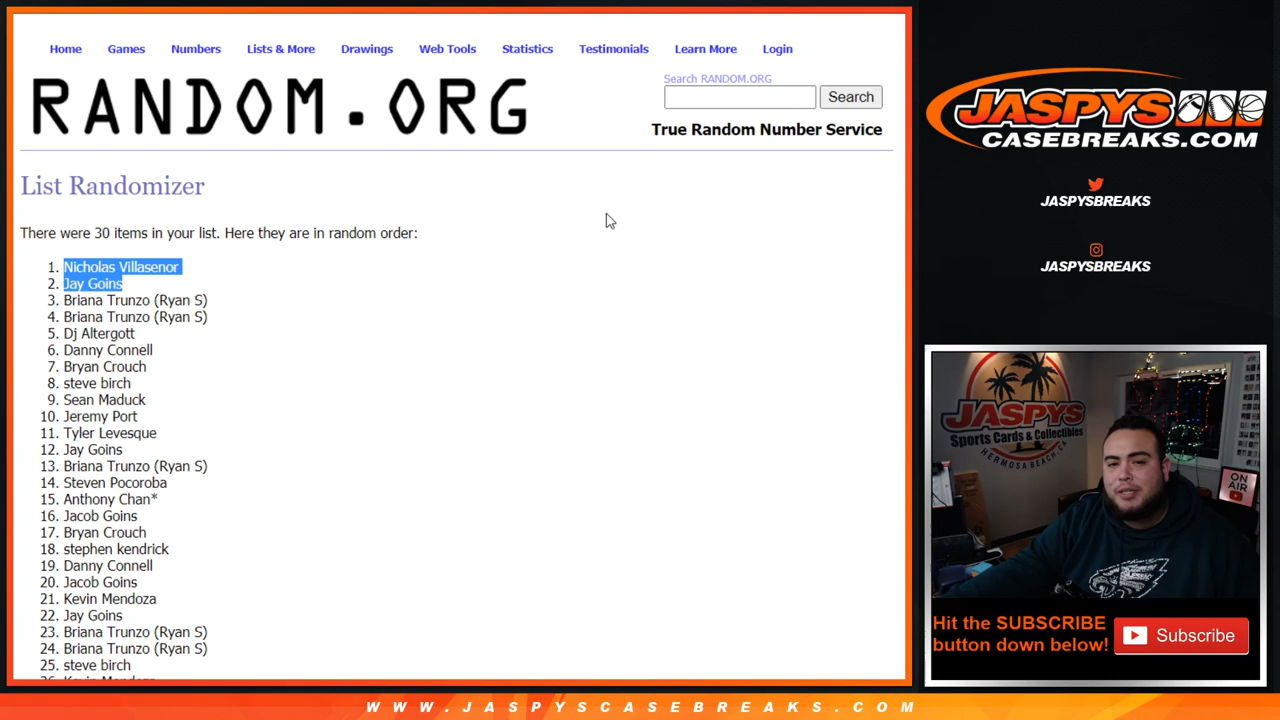 Home Games Numbers Lists & More Drawings Web Tools Statistics Testimonials Learn More Login
RANDOM.ORG
Search RANDOM.ORG
Search
True Random Number Service
List Randomizer
There were 30 items in your list. Here they are in random order:
1. Nicholas Villasenor
2. Jay Goins
3. Briana Trunzo (Ryan S)
4. Briana Trunzo (Ryan S)
5. Dj Altergott
6. Danny Connell
7. Bryan Crouch
8. steve birch
9. Sean Maduck
10. Jeremy Port
11. Tyler Levesque
12. Jay Goins
13. Briana Trunzo (Ryan S)
14. Steven Pocoroba
15. Anthony Chan*
16. Jacob Goins
17. Bryan Crouch
18. stephen kendrick
19. Danny Connell
20. Jacob Goins
21. Kevin Mendoza
22. Jay Goins
23. Briana Trunzo (Ryan S)
24. Briana Trunzo (Ryan S)
25. steve birch
JASPYS
CASEBREAKS.COM
JASPYSBREAKS
JASPYSBREAKS
JASPYS
Sports Cards & Collectibles
HERMOSA BEACH, CA
ON
AIR
Hit the SUBSCRIBE
button down below!
Subscribe
WWW.JASPYSCASEBREAKS.COM